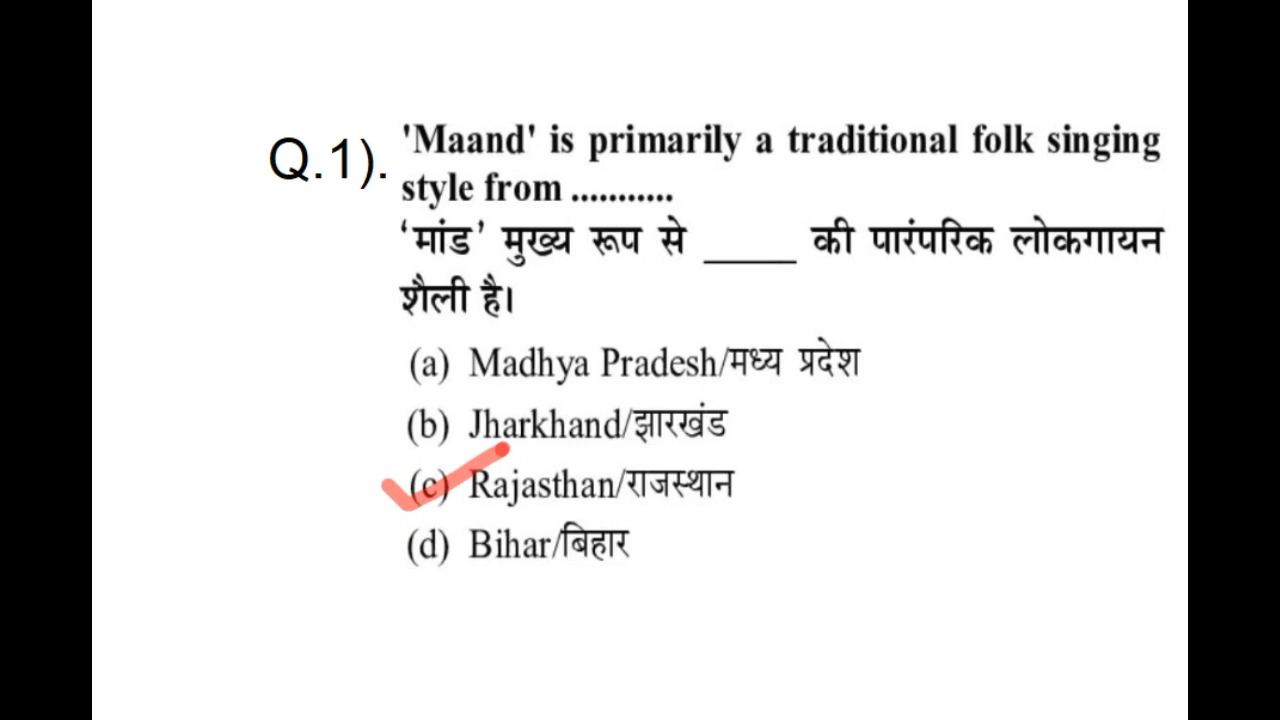 Q.1). 'Maand' is primarily a traditional folk singing
style from ...........
‘मांड’ मुख्य रूप से _____ की पारंपरिक लोकगायन
शैली है।
(a) Madhya Pradesh/मध्य प्रदेश
(b) Jharkhand/झारखंड
(c) Rajasthan/राजस्थान
(d) Bihar/बिहार